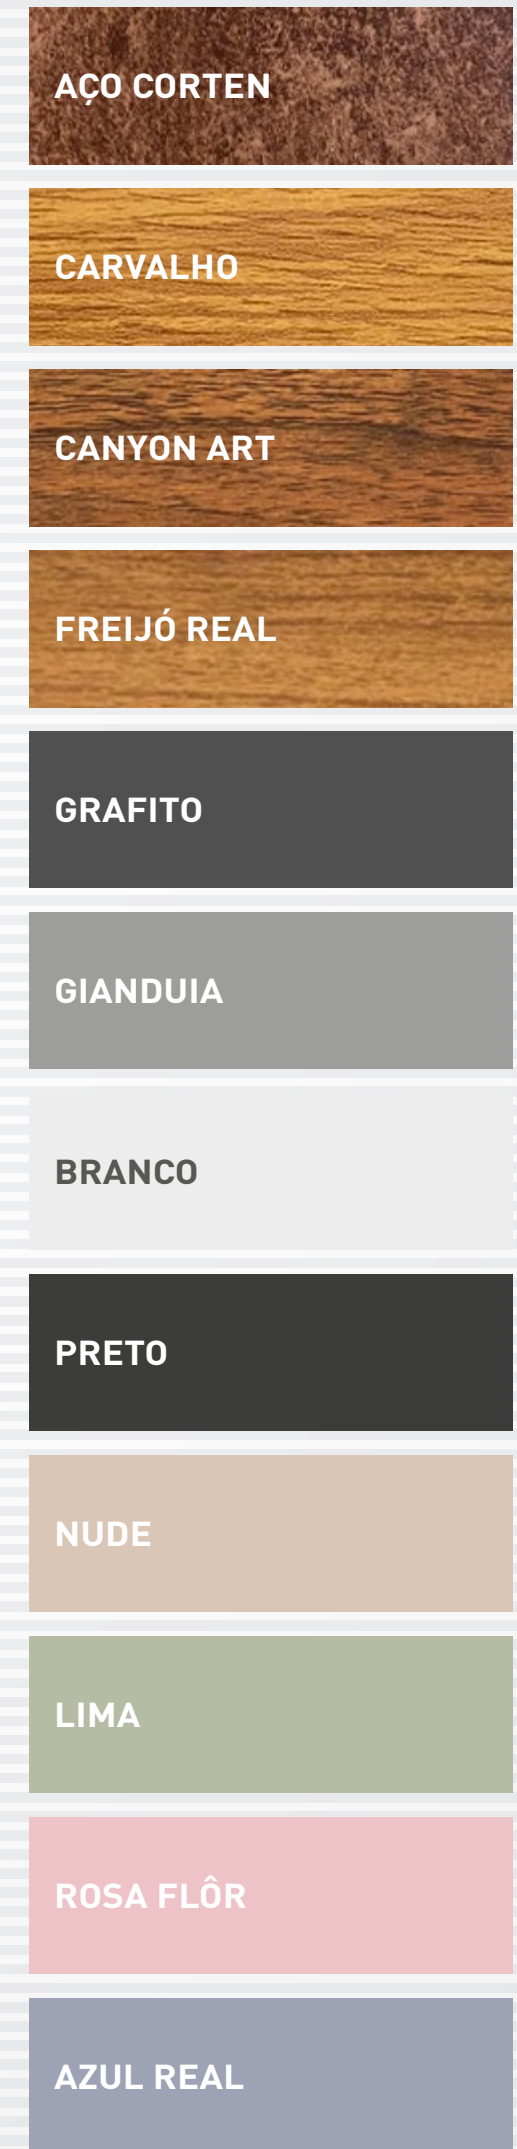 AÇO CORTEN
CARVALHO
CANYON ART
FREIJÓ REAL
GRAFITO
GIANDUIA
BRANCO
PRETO
NUDE
LIMA
ROSA FLÔR
AZUL REAL